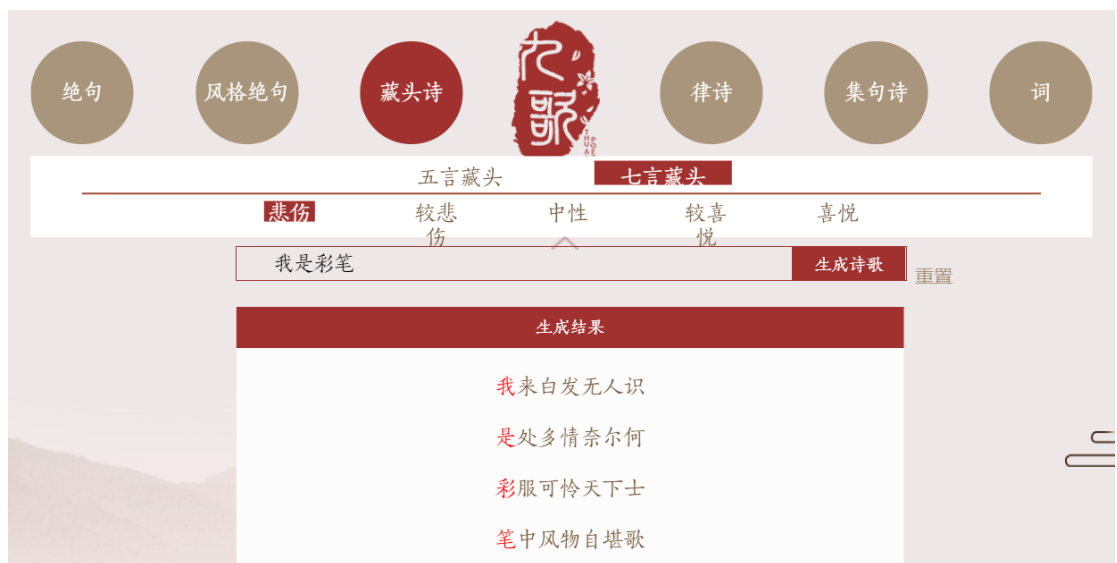 绝句
风格绝句
藏头诗
九歌
律诗
集句诗
词
五言藏头
七言藏头
悲伤
较悲
伤
中性
较喜
悦
喜悦
我是彩笔
生成诗歌
重置
生成结果
我来白发无人识
是处多情奈尔何
彩服可怜天下士
笔中风物自堪歌